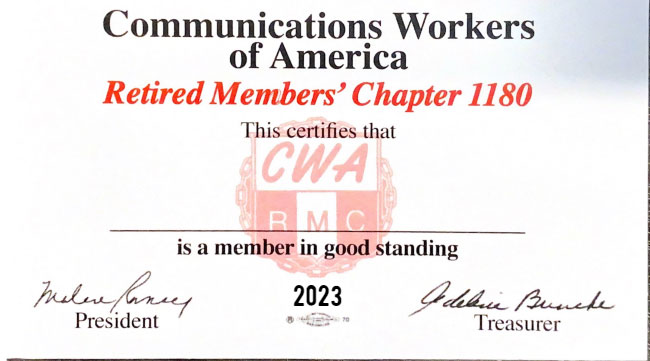 Communications Workers
of America
Retired Members’ Chapter 1180
This certifies that
CWA
RMC
is a member in good standing
2023
President
Treasurer
70